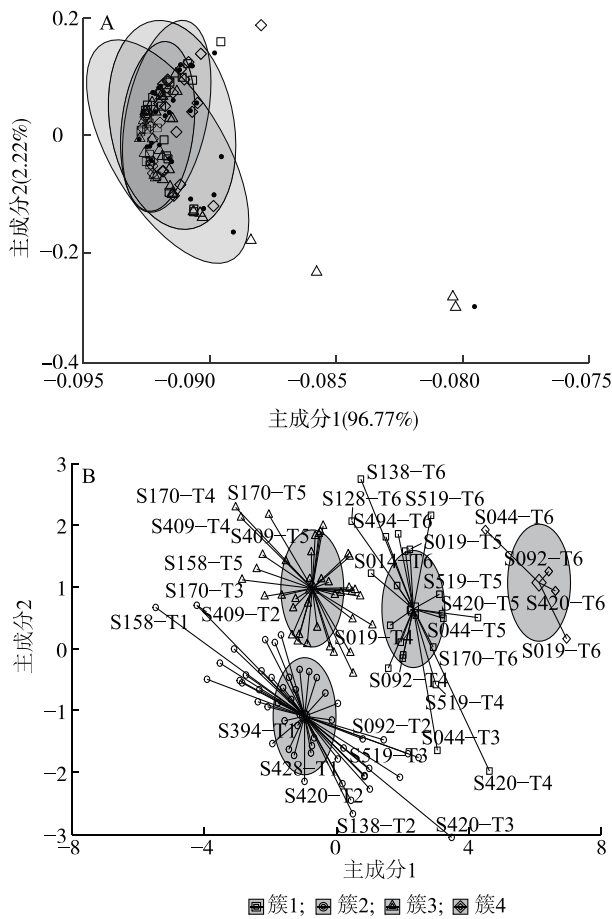 A
0.2
0
−0.2
−0.4
主成分2(2.22%)
−0.095
−0.090
−0.085
−0.080
−0.075
主成分1(96.77%)
B
3
2
1
0
−1
−2
−3
主成分2
S138−T6
S170−T4
S170−T5
S128−T6
S519−T6
S409−T4
S409−T5
S494−T6
S044−T6
S019−T5
S158−T5
S014−T6
S092−T6
S170−T3
S519−T5
S409−T2
S420−T5
S420−T6
S158−T1
S019−T4
S044−T5
S019−T6
S170−T6
S092−T4
S519−T4
S394−T1
S092−T2
S044−T3
S428−T1
S519−T3
S420−T4
S420−T2
S138−T2
S420−T3
−8
−4
0
4
8
主成分1
簇1; 簇2; 簇3; 簇4